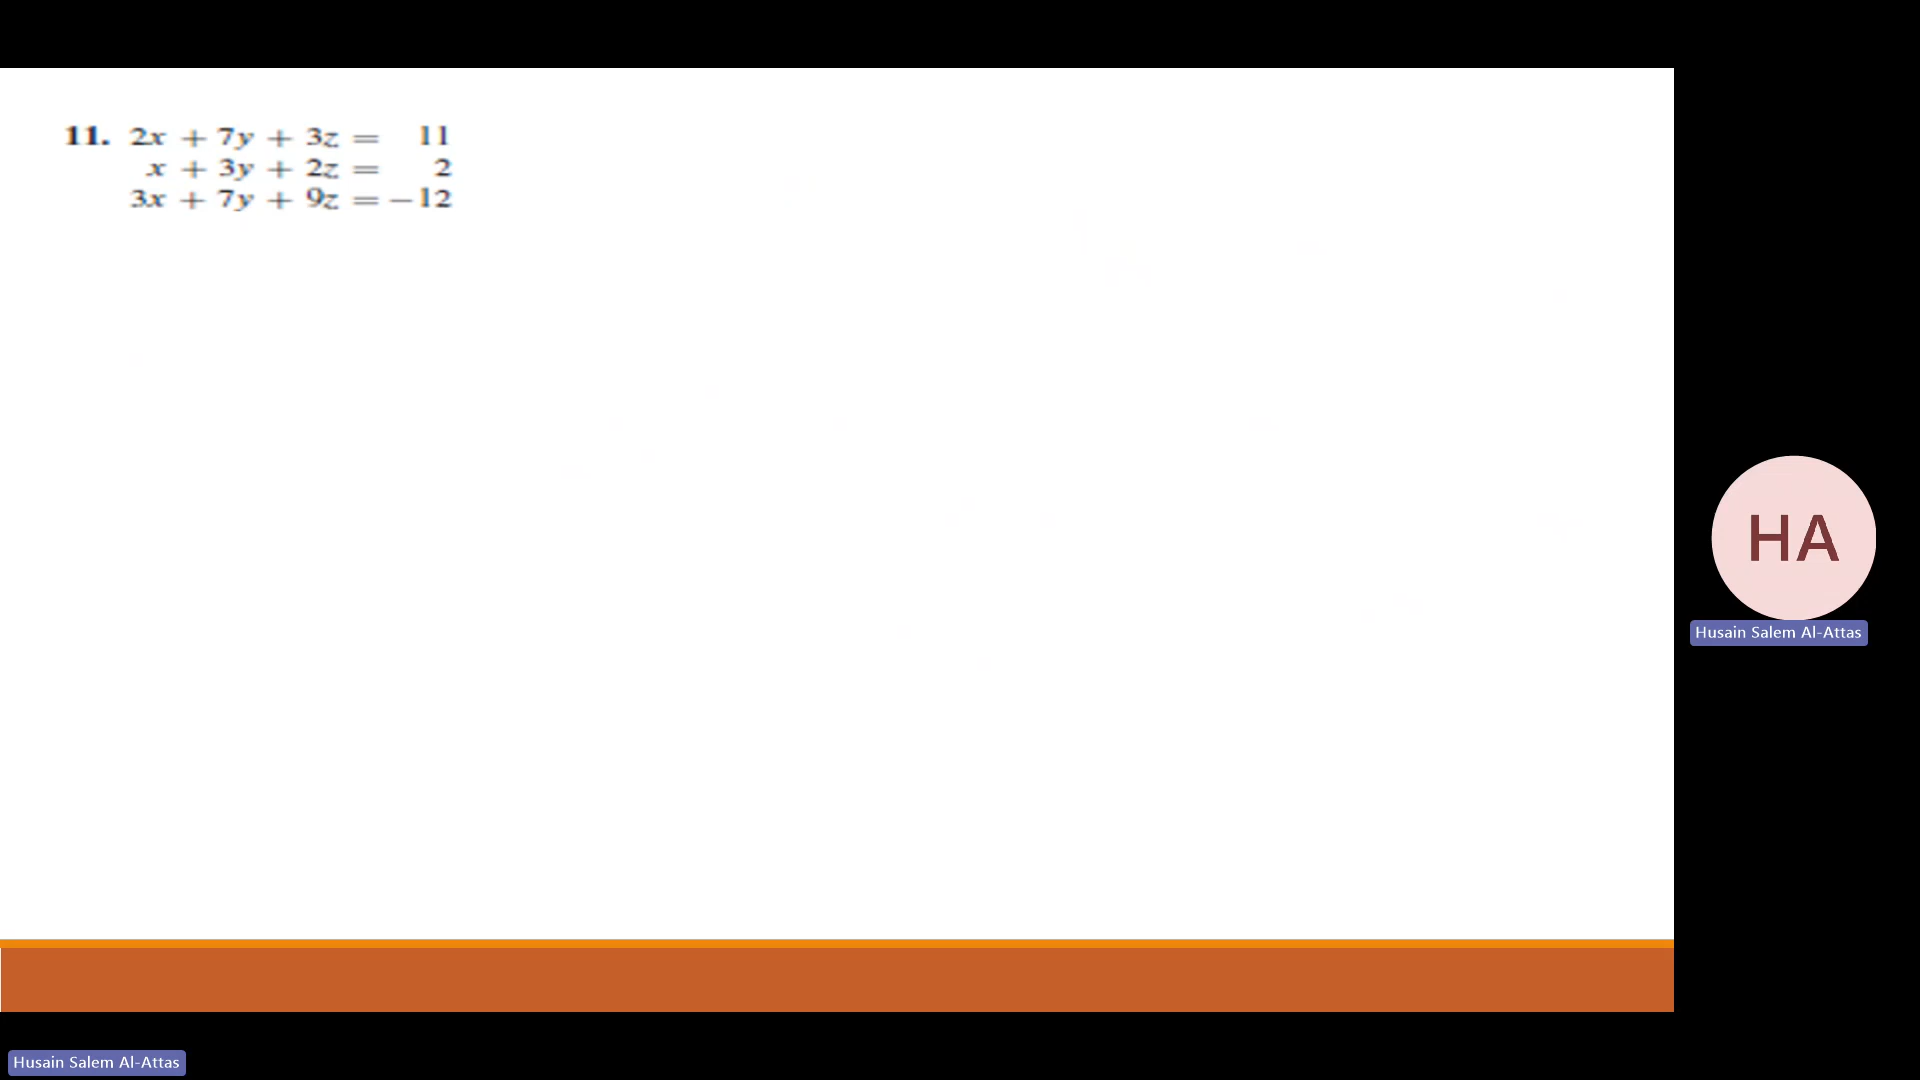 11. 2x + 7y + 3z = 11
x + 3y + 2z = 2
3x + 7y + 9z = −12
HA
Husain Salem Al-Attas
Husain Salem Al-Attas